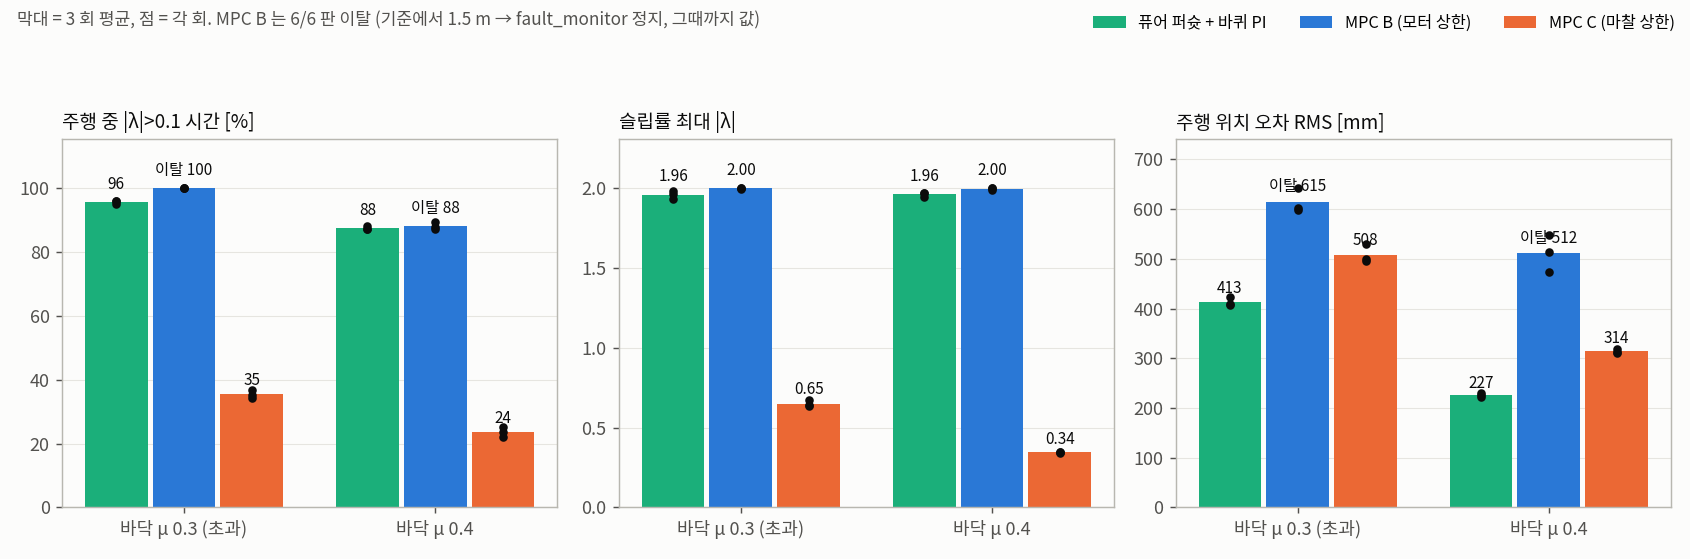 막대 = 3 회 평균, 점 = 각 회. MPC B 는 6/6 판 이탈 (기준에서 1.5 m → fault_monitor 정지, 그때까지 값)
퓨어 퍼슛 + 바퀴 PI
MPC B (모터 상한)
MPC C (마찰 상한)
주행 중 |λ|>0.1 시간 [%]
100
80
60
40
20
0
96
이탈 100
35
88
이탈 88
24
바닥 μ 0.3 (초과)
바닥 μ 0.4
슬립률 최대 |λ|
2.0
1.5
1.0
0.5
0.0
1.96
2.00
0.65
1.96
2.00
0.34
바닥 μ 0.3 (초과)
바닥 μ 0.4
주행 위치 오차 RMS [mm]
700
600
500
400
300
200
100
0
413
이탈 615
508
227
이탈 512
314
바닥 μ 0.3 (초과)
바닥 μ 0.4